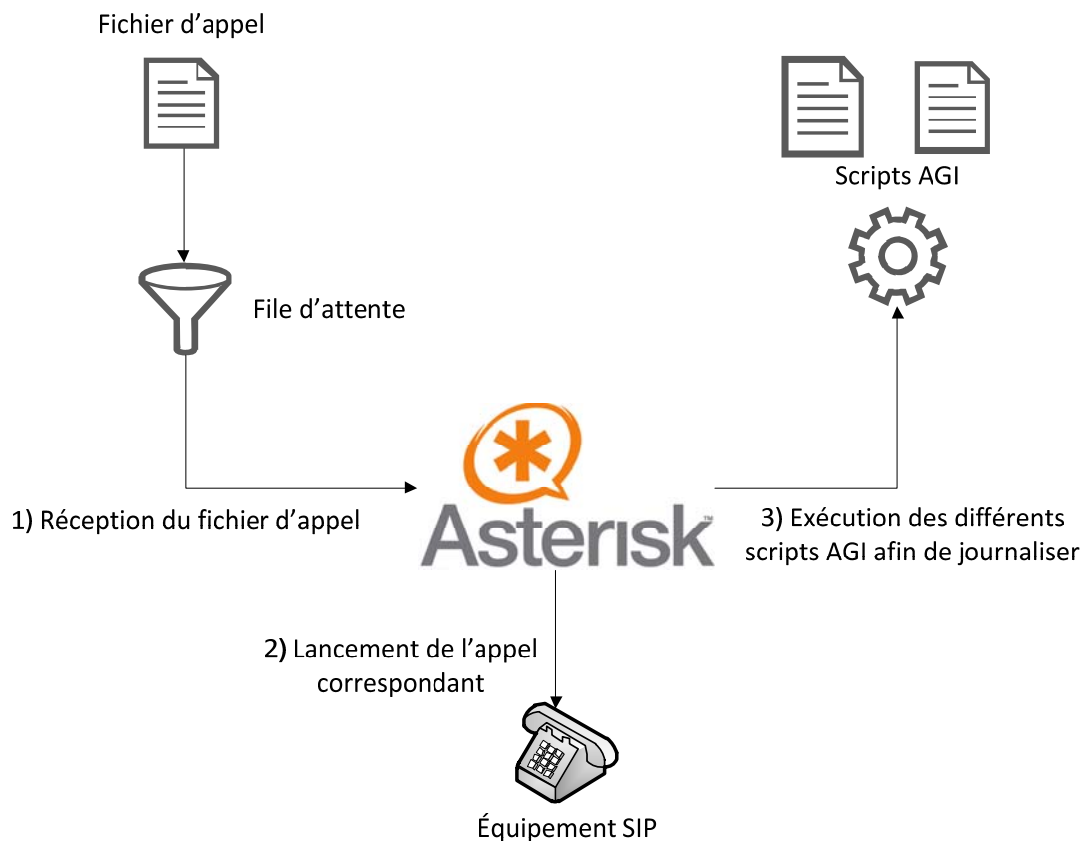 Fichier d’appel
Scripts AGI
File d’attente
1) Réception du fichier d’appel
Asterisk™
3) Exécution des différents
scripts AGI afin de journaliser
2) Lancement de l’appel
correspondant
Équipement SIP